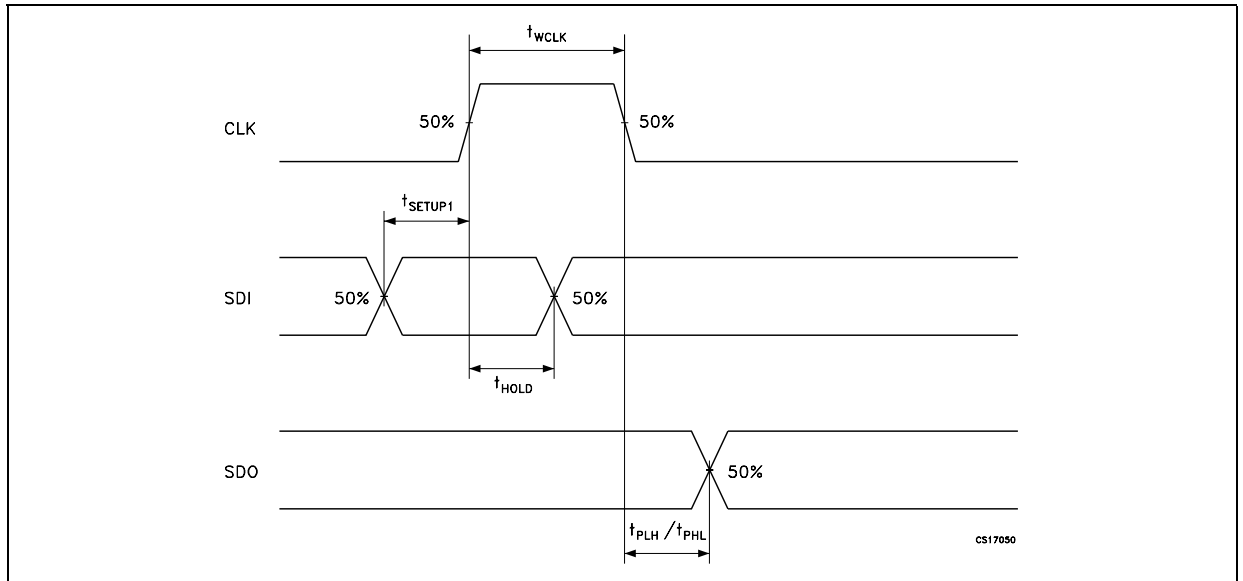 tWCLK
50%
50%
CLK
tSETUP1
SDI
50%
50%
tHOLD
SDO
50%
tPLH /tPHL
CS17050